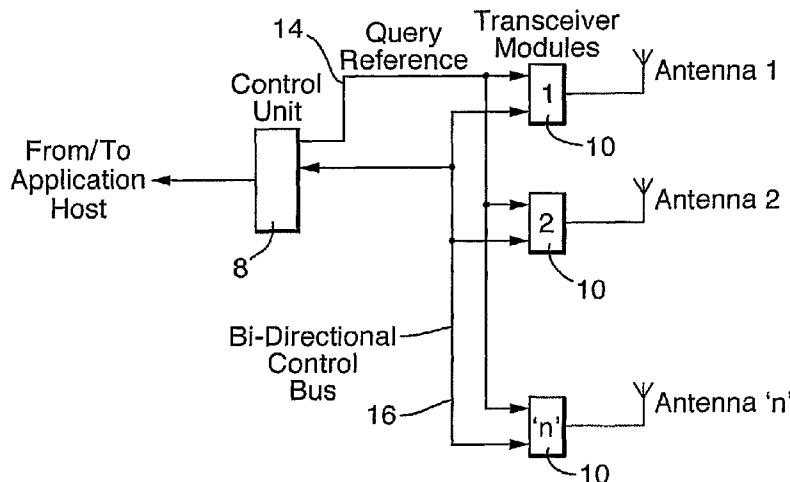 14
Query
Reference
Transceiver
Modules
Antenna 1
Control
Unit
1
10
From/To
Application
Host
8
2
Antenna 2
10
Bi-Directional
Control
Bus
16
'n'
Antenna 'n'
10